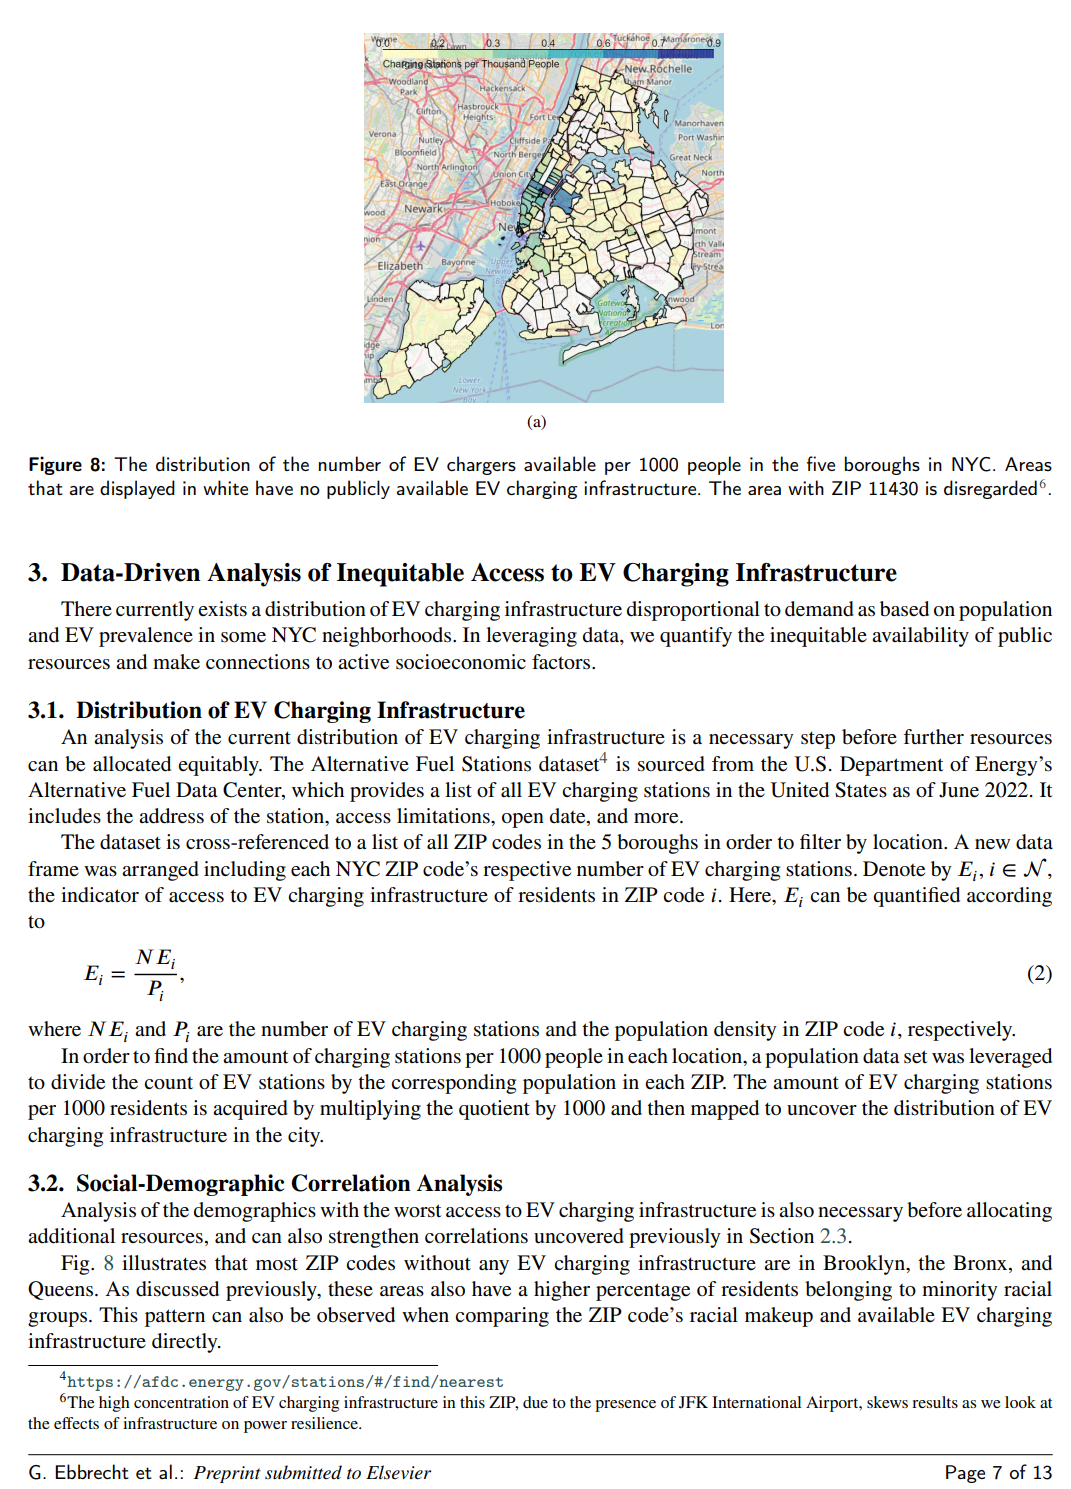 Wayne
Tuckahoe
Mamaroneck
0.0
0.2
0.3
0.4
0.6
0.7
0.9
Charging Stations per Thousand People
New Rochelle
Woodland
Park
Hackensack
Clifton
Hasbrouck
Heights
Fort Lee
Manorhaven
Port Washin
Verona
Nutley
Cliffside P
Bloomfield
North Bergen
Great Neck
North Arlington
Union City
North
East Orange
Newark
Hoboke
New
lmont
Elizabeth
Bayonne
Upper
New
Bay
Stream
Linden
Gateway
National
Recreation
nwood
Lon
Lower
New York
Bay
(a)
Figure 8: The distribution of the number of EV chargers available per 1000 people in the five boroughs in NYC. Areas
that are displayed in white have no publicly available EV charging infrastructure. The area with ZIP 11430 is disregarded⁶.
3. Data-Driven Analysis of Inequitable Access to EV Charging Infrastructure
There currently exists a distribution of EV charging infrastructure disproportional to demand as based on population
and EV prevalence in some NYC neighborhoods. In leveraging data, we quantify the inequitable availability of public
resources and make connections to active socioeconomic factors.
3.1. Distribution of EV Charging Infrastructure
An analysis of the current distribution of EV charging infrastructure is a necessary step before further resources
can be allocated equitably. The Alternative Fuel Stations dataset⁴ is sourced from the U.S. Department of Energy's
Alternative Fuel Data Center, which provides a list of all EV charging stations in the United States as of June 2022. It
includes the address of the station, access limitations, open date, and more.
The dataset is cross-referenced to a list of all ZIP codes in the 5 boroughs in order to filter by location. A new data
frame was arranged including each NYC ZIP code's respective number of EV charging stations. Denote by E_i, i ∈ 𝒩,
the indicator of access to EV charging infrastructure of residents in ZIP code i. Here, E_i can be quantified according
to
E_i = NE_i / P_i, (2)
where NE_i and P_i are the number of EV charging stations and the population density in ZIP code i, respectively.
In order to find the amount of charging stations per 1000 people in each location, a population data set was leveraged
to divide the count of EV stations by the corresponding population in each ZIP. The amount of EV charging stations
per 1000 residents is acquired by multiplying the quotient by 1000 and then mapped to uncover the distribution of EV
charging infrastructure in the city.
3.2. Social-Demographic Correlation Analysis
Analysis of the demographics with the worst access to EV charging infrastructure is also necessary before allocating
additional resources, and can also strengthen correlations uncovered previously in Section 2.3.
Fig. 8 illustrates that most ZIP codes without any EV charging infrastructure are in Brooklyn, the Bronx, and
Queens. As discussed previously, these areas also have a higher percentage of residents belonging to minority racial
groups. This pattern can also be observed when comparing the ZIP code's racial makeup and available EV charging
infrastructure directly.
⁴https://afdc.energy.gov/stations/#/find/nearest
⁶The high concentration of EV charging infrastructure in this ZIP, due to the presence of JFK International Airport, skews results as we look at
the effects of infrastructure on power resilience.
G. Ebbrecht et al.: Preprint submitted to Elsevier
Page 7 of 13